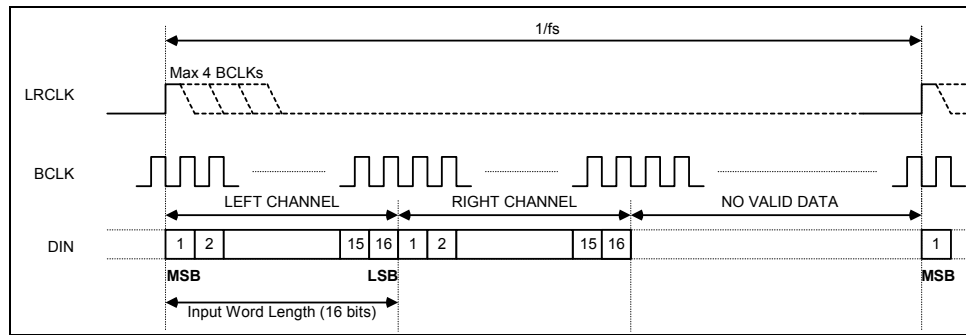 1/fs
Max 4 BCLKs
LRCLK
BCLK
LEFT CHANNEL RIGHT CHANNEL NO VALID DATA
DIN 1 2 15 16 1 2 15 16 1
MSB LSB MSB
Input Word Length (16 bits)